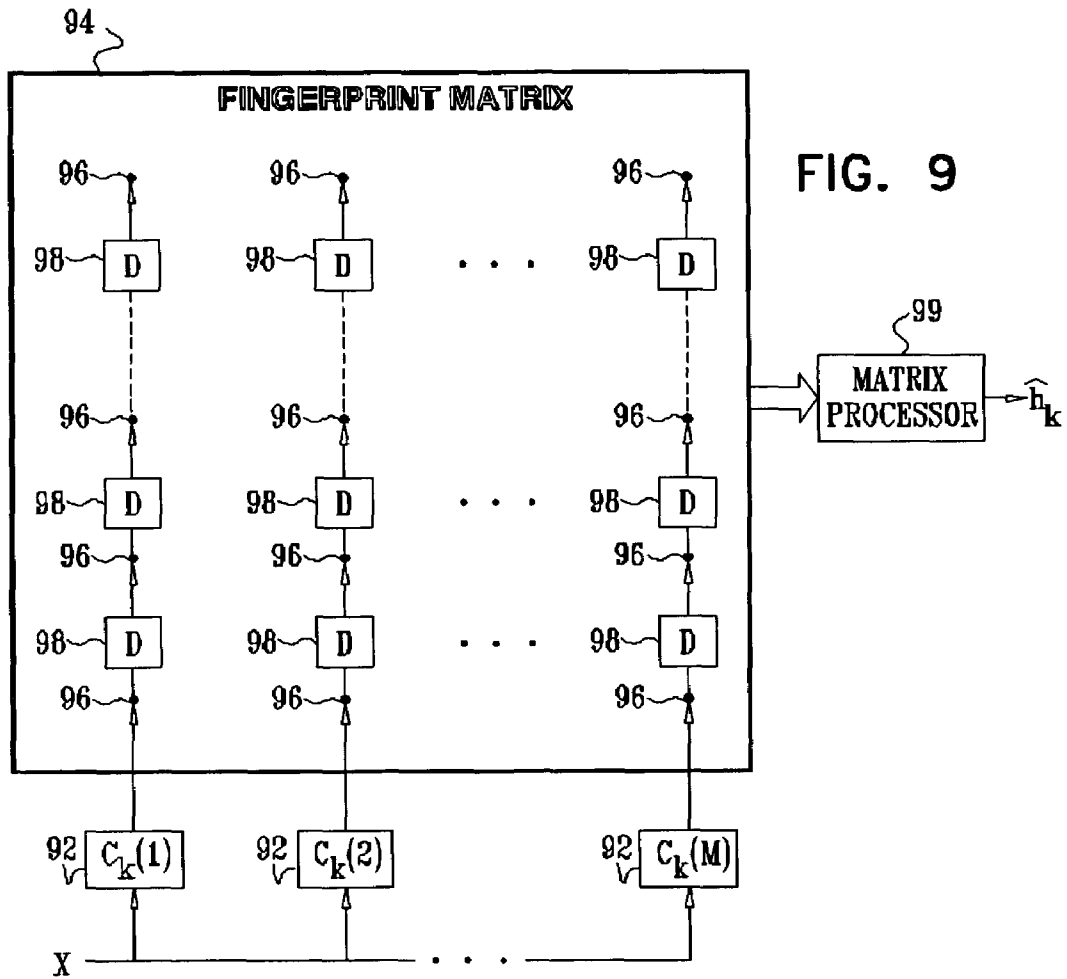 94
FINGERPRINT MATRIX
FIG. 9
96 96 96
98 D 98 D . . . 98 D
99
MATRIX
PROCESSOR
ĥk
96 96 96
98 D 98 D . . . 98 D
96 96 96
98 D 98 D . . . 98 D
96 96 96
92 Ck(1) 92 Ck(2) 92 Ck(M)
X . . .